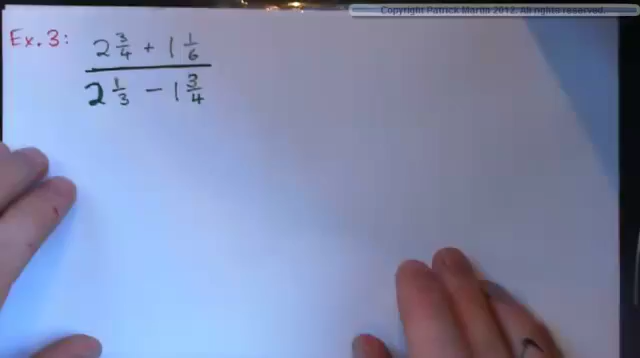 Copyright Patrick Martin 2012. All rights reserved.
Ex. 3: 2 3/4 + 1 1/6
2 1/3 − 1 3/4